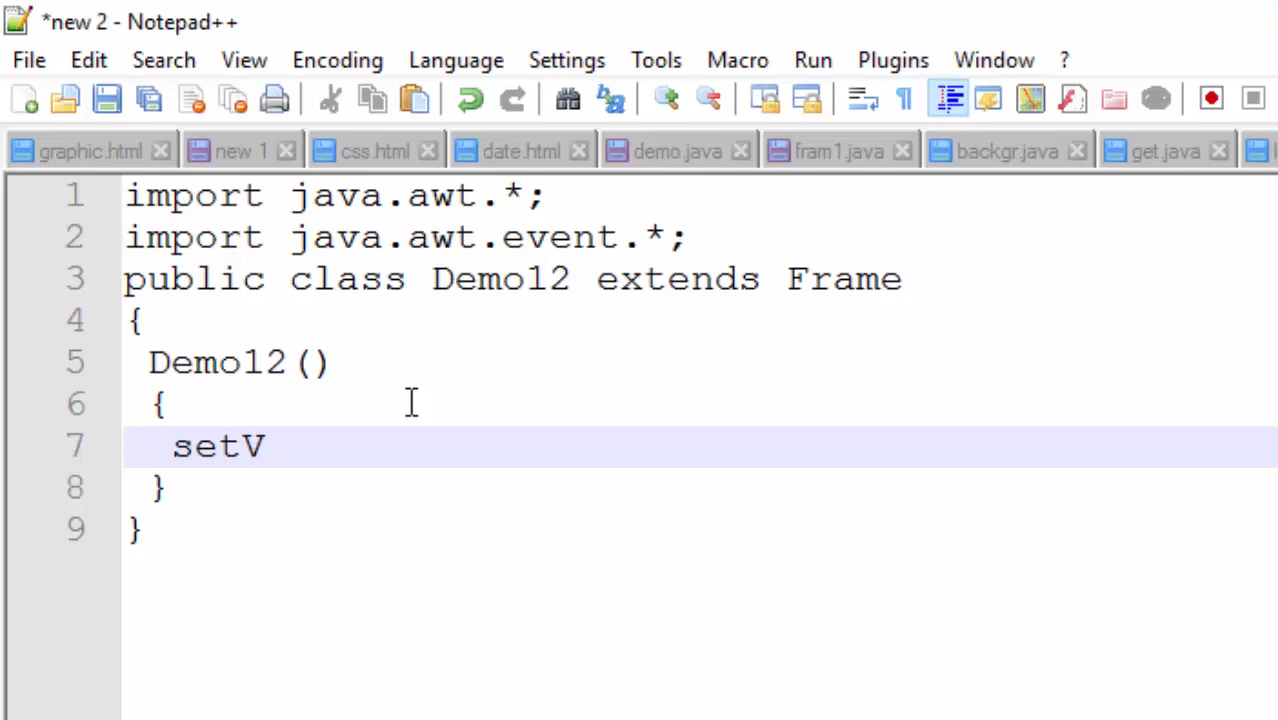 *new 2 - Notepad++
File Edit Search View Encoding Language Settings Tools Macro Run Plugins Window ?
graphic.html new 1 css.html date.html demo.java fram1.java backgr.java get.java
1 import java.awt.*;
2 import java.awt.event.*;
3 public class Demo12 extends Frame
4 {
5 Demo12()
6 {
7 setV
8 }
9 }